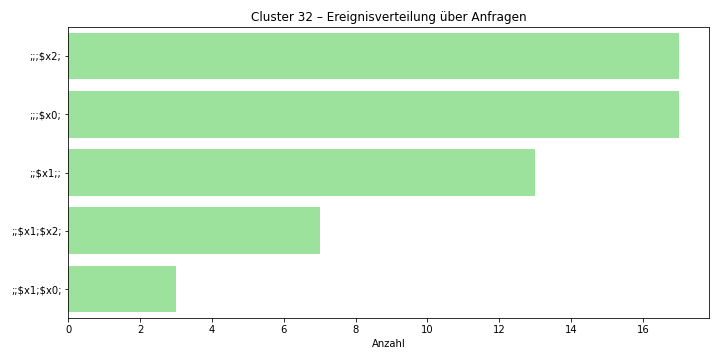 Cluster 32 – Ereignisverteilung über Anfragen
;;;$x2;
;;;$x0;
;;$x1;;
;;$x1;$x2;
;;$x1;$x0;
0 2 4 6 8 10 12 14 16
Anzahl